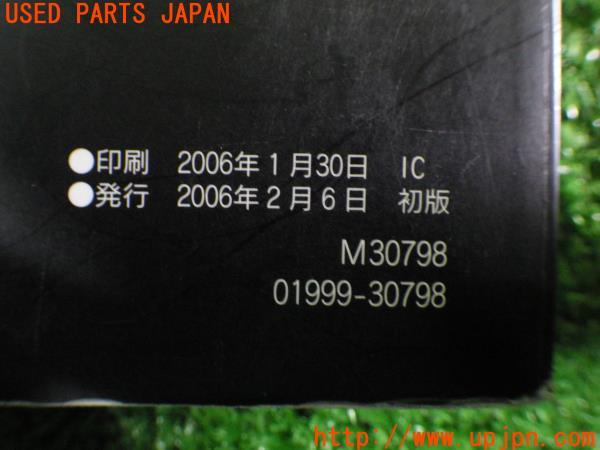 USED PARTS JAPAN
●印刷 2006年1月30日 IC
●発行 2006年2月6日 初版
M30798
01999-30798
http://www.upjpn.com